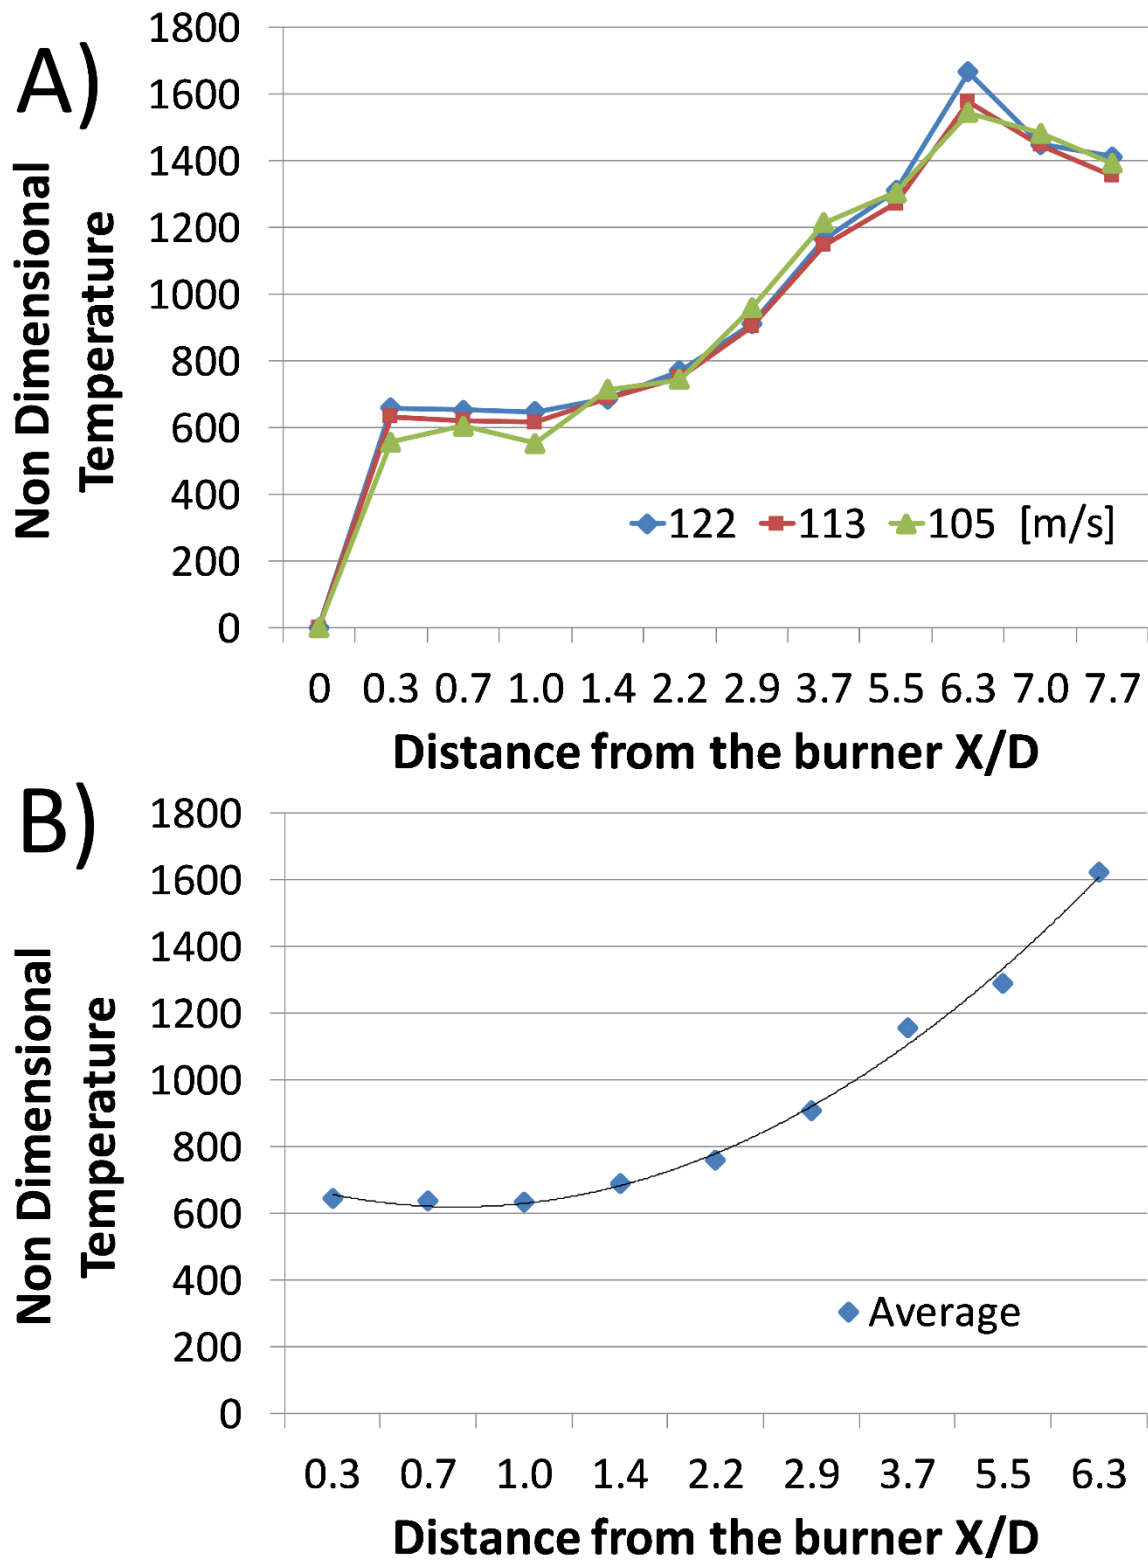 A)
Non Dimensional
Temperature
1800
1600
1400
1200
1000
800
600
400
200
0
122 113 105 [m/s]
0 0.3 0.7 1.0 1.4 2.2 2.9 3.7 5.5 6.3 7.0 7.7
Distance from the burner X/D
B)
Non Dimensional
Temperature
1800
1600
1400
1200
1000
800
600
400
200
0
Average
0.3 0.7 1.0 1.4 2.2 2.9 3.7 5.5 6.3
Distance from the burner X/D